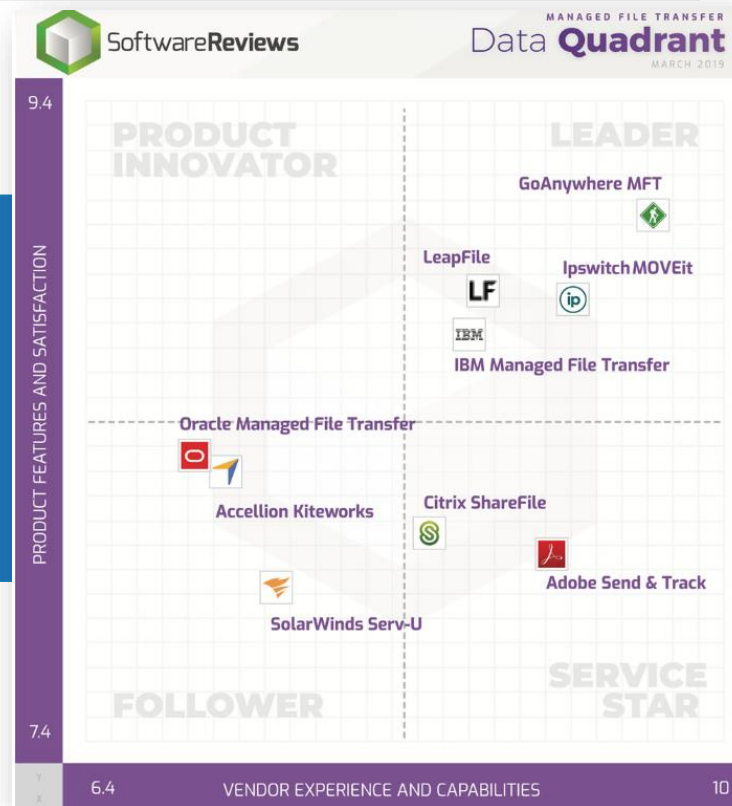 SoftwareReviews
MANAGED FILE TRANSFER
Data Quadrant
MARCH 2019
9.4
PRODUCT
INNOVATOR
LEADER
GoAnywhere MFT
LeapFile
Ipswitch MOVEit
LF
ip
IBM
IBM Managed File Transfer
PRODUCT FEATURES AND SATISFACTION
Oracle Managed File Transfer
Accellion Kiteworks
Citrix ShareFile
Adobe Send & Track
SolarWinds Serv-U
SERVICE
STAR
FOLLOWER
7.4
Y
X
6.4
VENDOR EXPERIENCE AND CAPABILITIES
10